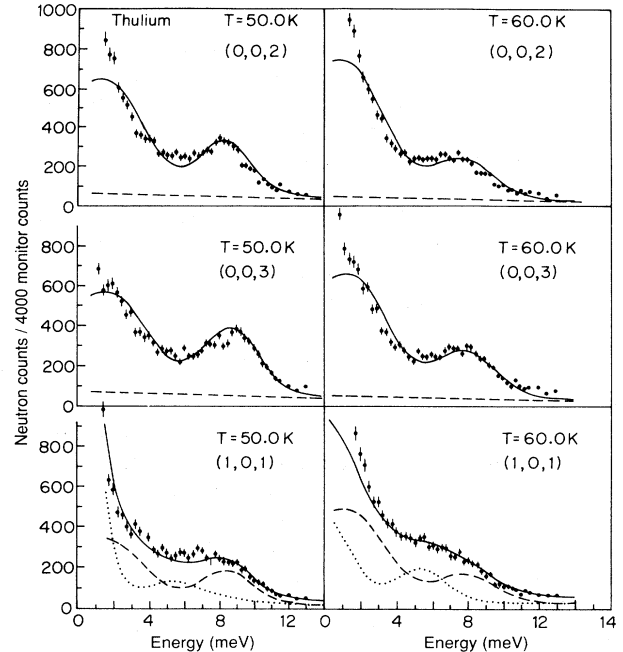 1000
800
600
400
200
0
Thulium
T=50.0K
(0,0,2)
T=60.0K
(0,0,2)
800
600
400
200
0
T=50.0K
(0,0,3)
T=60.0K
(0,0,3)
800
600
400
200
0
T=50.0K
(1,0,1)
T=60.0K
(1,0,1)
0 4 8 12 0 4 8 12 14
Energy (meV) Energy (meV)
Neutron counts / 4000 monitor counts